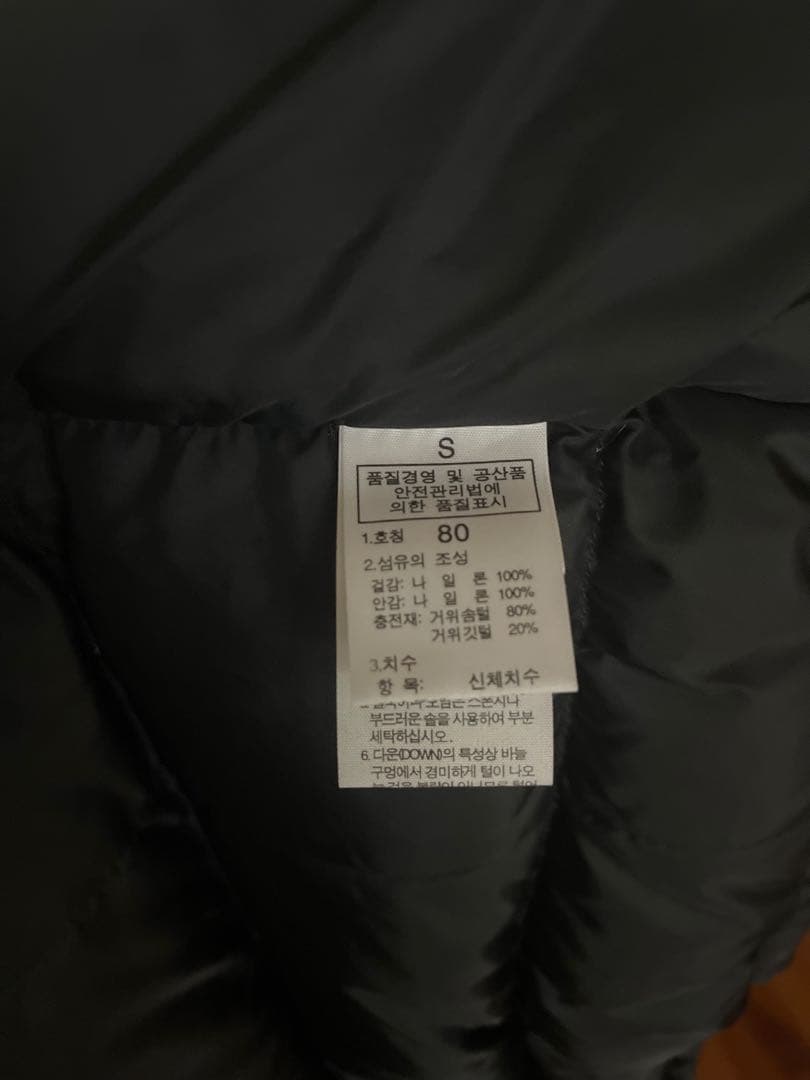 S
품질경영 및 공산품
안전관리법에
의한 품질표시
1.호칭 80
2.섬유의 조성
겉감: 나 일 론 100%
안감: 나 일 론 100%
충전재: 거위솜털 80%
거위깃털 20%
3.치수
항 목: 신체치수
부드러운 솔을 사용하여 부분
세탁하십시오.
6. 다운(DOWN)의 특성상 바늘
구멍에서 경미하게 털이 나오